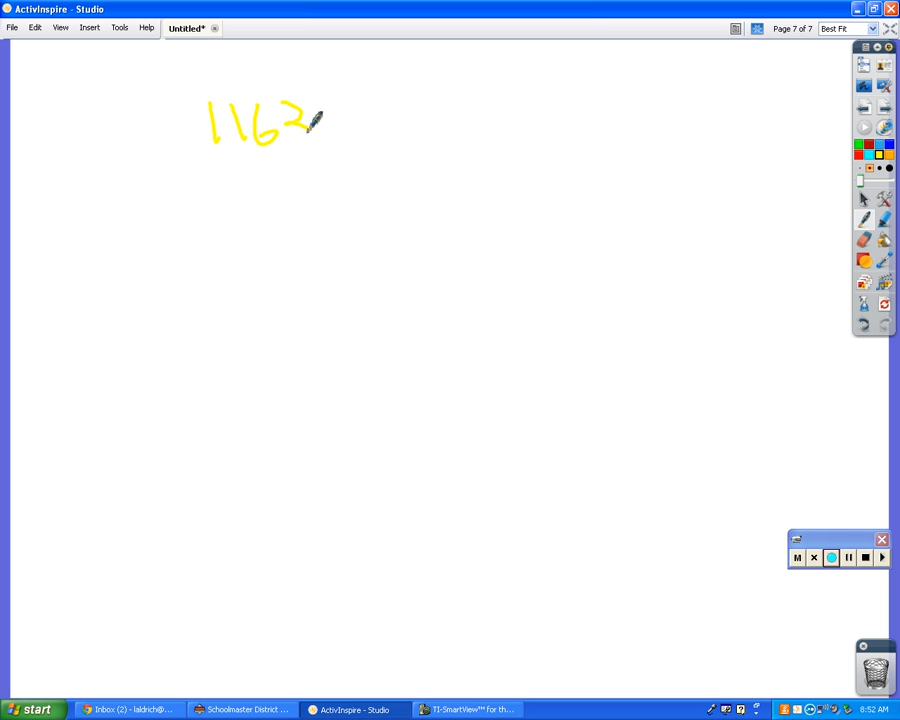 ActivInspire - Studio
File Edit View Insert Tools Help Untitled* Page 7 of 7 Best Fit
M
start Inbox (2) - laldrich@... Schoolmaster District ... ActivInspire - Studio TI-SmartView™ for th... 8:52 AM